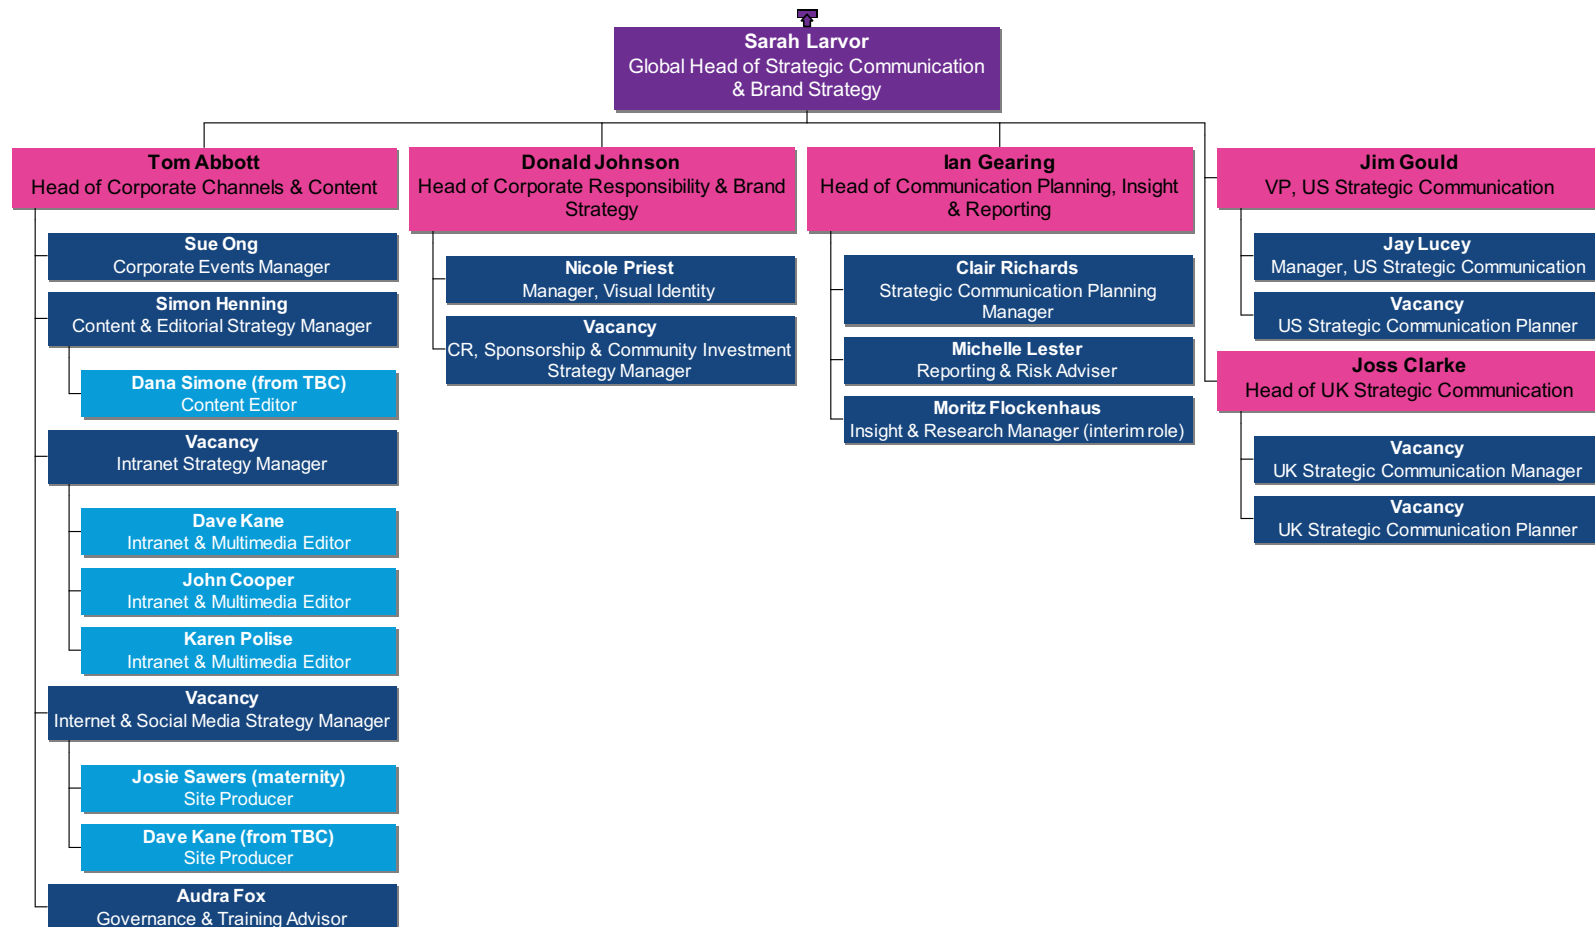 Sarah Larvor
Global Head of Strategic Communication
& Brand Strategy
Tom Abbott
Head of Corporate Channels & Content
Sue Ong
Corporate Events Manager
Simon Henning
Content & Editorial Strategy Manager
Dana Simone (from TBC)
Content Editor
Vacancy
Intranet Strategy Manager
Dave Kane
Intranet & Multimedia Editor
John Cooper
Intranet & Multimedia Editor
Karen Polise
Intranet & Multimedia Editor
Vacancy
Internet & Social Media Strategy Manager
Josie Sawers (maternity)
Site Producer
Dave Kane (from TBC)
Site Producer
Audra Fox
Governance & Training Advisor
Donald Johnson
Head of Corporate Responsibility & Brand
Strategy
Nicole Priest
Manager, Visual Identity
Vacancy
CR, Sponsorship & Community Investment
Strategy Manager
Ian Gearing
Head of Communication Planning, Insight
& Reporting
Clair Richards
Strategic Communication Planning
Manager
Michelle Lester
Reporting & Risk Adviser
Moritz Flockenhaus
Insight & Research Manager (interim role)
Jim Gould
VP, US Strategic Communication
Jay Lucey
Manager, US Strategic Communication
Vacancy
US Strategic Communication Planner
Joss Clarke
Head of UK Strategic Communication
Vacancy
UK Strategic Communication Manager
Vacancy
UK Strategic Communication Planner